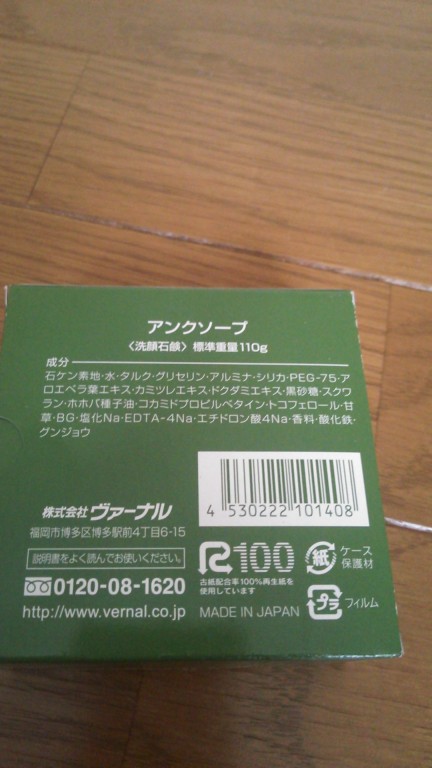 アンクソープ
〈洗顔石鹸〉標準重量110g
成分
石ケン素地・水・タルク・グリセリン・アルミナ・シリカ・PEG-75・ア
ロエベラ葉エキス・カミツレエキス・ドクダミエキス・黒砂糖・スクワ
ラン・ホホバ種子油・コカミドプロピルベタイン・トコフェロール・甘
草・BG・塩化Na・EDTA-4Na・エチドロン酸4Na・香料・酸化鉄・
グンジョウ
4 530222 101408
株式会社 ヴァーナル
福岡市博多区博多駅前4丁目6-15
説明書をよく読んでお使いください。
0120-08-1620
http://www.vernal.co.jp
R100
古紙配合率100%再生紙を
使用しています
MADE IN JAPAN
紙 ケース
保護材
プラ フィルム